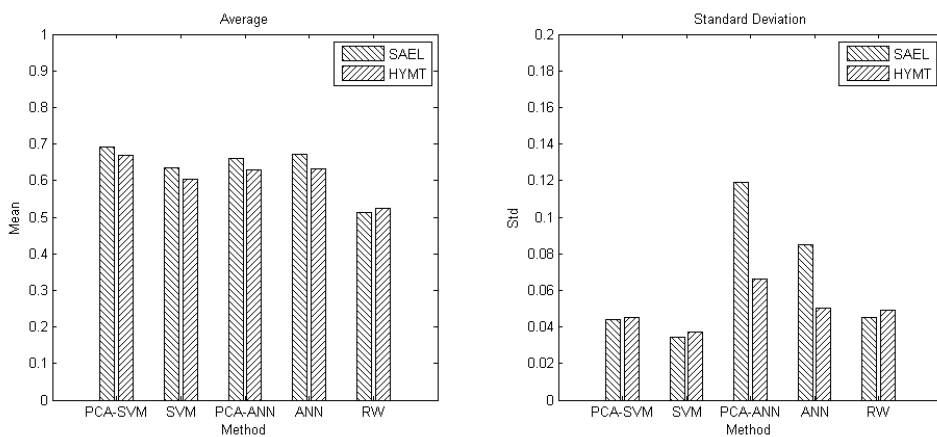 Average
1
0.9
0.8
0.7
0.6
0.5
0.4
0.3
0.2
0.1
0
Mean
SAEL
HYMT
PCA-SVM SVM PCA-ANN ANN RW
Method
Standard Deviation
0.2
0.18
0.16
0.14
0.12
0.1
0.08
0.06
0.04
0.02
0
Std
SAEL
HYMT
PCA-SVM SVM PCA-ANN ANN RW
Method